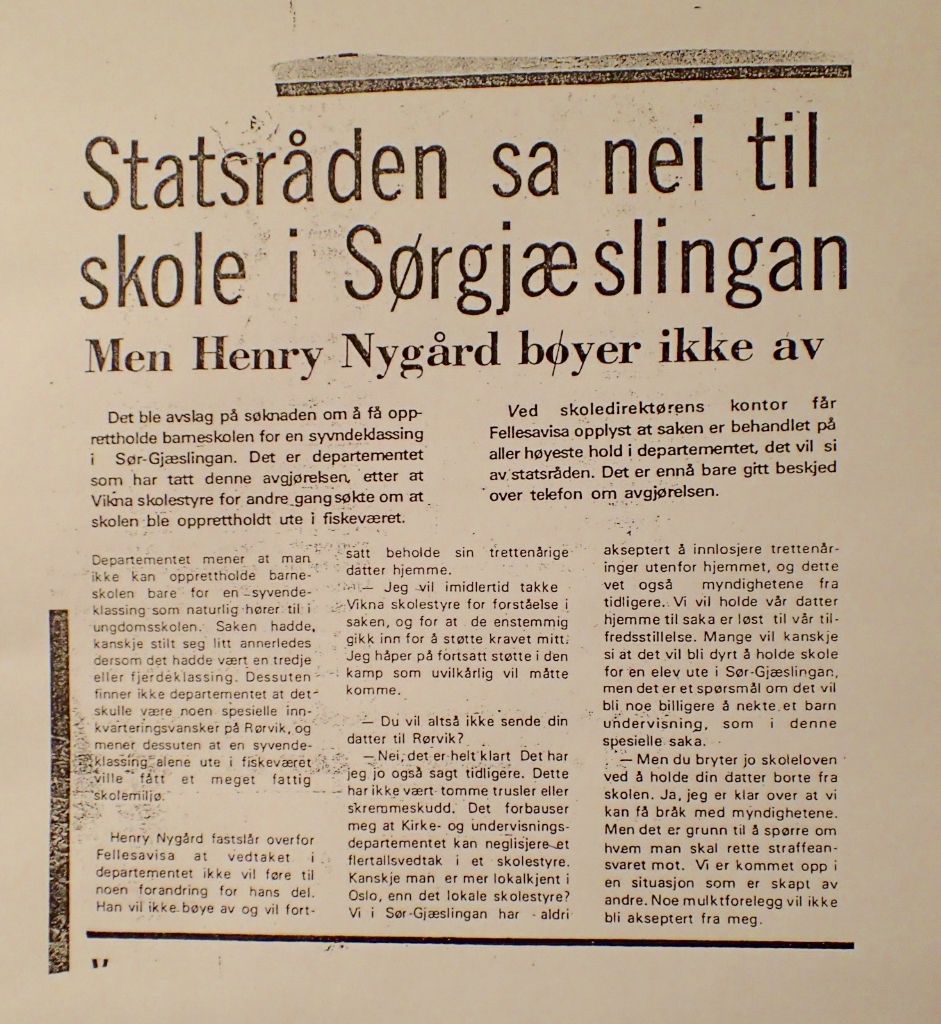 Statsråden sa nei til
skole i Sørgjæslingan
Men Henry Nygård bøyer ikke av
Det ble avslag på søknaden om å få opp-
rettholde barneskolen for en syvndeklassing
i Sør-Gjæslingan. Det er departementet
som har tatt denne avgjørelsen, etter at
Vikna skolestyre for andre gang søkte om at
skolen ble opprettholdt ute i fiskeværet.
Ved skoledirektørens kontor får
Fellesavisa opplyst at saken er behandlet på
aller høyeste hold i departementet, det vil si
av statsråden. Det er ennå bare gitt beskjed
over telefon om avgjørelsen.
Departementet mener at man
ikke kan opprettholde barne-
skolen bare for en syvende-
klassing som naturlig hører til i
ungdomsskolen. Saken hadde,
kanskje stilt seg litt annerledes
dersom det hadde vært en tredje
eller fjerdeklassing. Dessuten
finner ikke departementet at det
skulle være noen spesielle inn-
kvarteringsvansker på Rørvik, og
mener dessuten at en syvende-
klassing alene ute i fiskeværet
ville fått et meget fattig
skolemiljø.
Henry Nygård fastslår overfor
Fellesavisa at vedtaket i
departementet ikke vil føre til
noen forandring for hans del.
Han vil ikke bøye av og vil fort-
satt beholde sin trettenårige
datter hjemme.
— Jeg vil imidlertid takke
Vikna skolestyre for forståelse i
saken, og for at de enstemmig
gikk inn for å støtte kravet mitt.
Jeg håper på fortsatt støtte i den
kamp som uvilkårlig vil måtte
komme.
— Du vil altså ikke sende din
datter til Rørvik?
— Nei, det er helt klart Det har
jeg jo også sagt tidligere. Dette
har ikke vært tomme trusler eller
skremmeskudd. Det forbauser
meg at Kirke- og undervisnings-
departementet kan neglisjere et
flertallsvedtak i et skolestyre.
Kanskje man er mer lokalkjent i
Oslo, enn det lokale skolestyre?
Vi i Sør-Gjæslingan har aldri
akseptert å innlosjere trettenår-
inger utenfor hjemmet, og dette
vet også myndighetene fra
tidligere. Vi vil holde vår datter
hjemme til saka er løst til vår til-
fredsstillelse. Mange vil kanskje
si at det vil bli dyrt å holde skole
for en elev ute i Sør-Gjæslingan,
men det er et spørsmål om det vil
bli noe billigere å nekte et barn
undervisning, som i denne
spesielle saka.
— Men du bryter jo skoleloven
ved å holde din datter borte fra
skolen. Ja, jeg er klar over at vi
kan få bråk med myndighetene.
Men det er grunn til å spørre om
hvem man skal rette straffean-
svaret mot. Vi er kommet opp i
en situasjon som er skapt av
andre. Noe mulktforelegg vil ikke
bli akseptert fra meg.